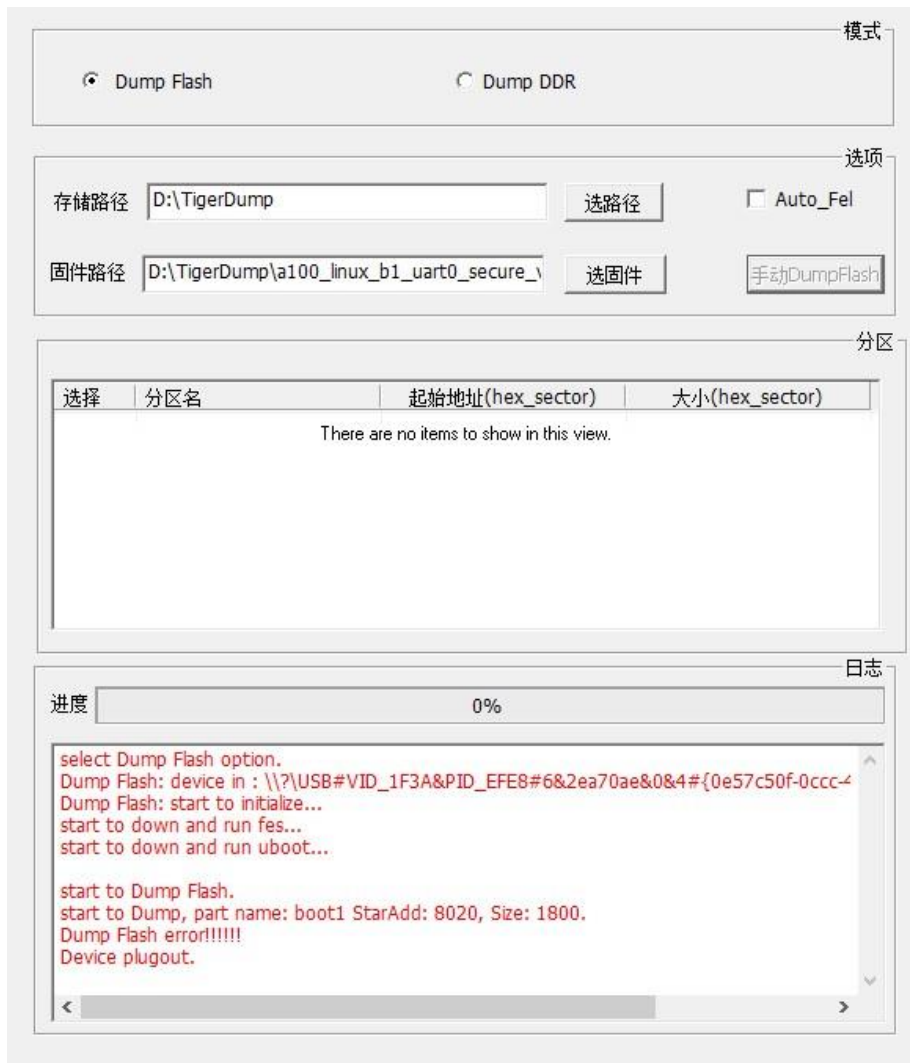 模式
Dump Flash
Dump DDR
选项
存储路径 D:\TigerDump 选路径 Auto_Fel
固件路径 D:\TigerDump\a100_linux_b1_uart0_secure_v 选固件 手动DumpFlash
分区
选择 分区名 起始地址(hex_sector) 大小(hex_sector)
There are no items to show in this view.
日志
进度 0%
select Dump Flash option.
Dump Flash: device in : \\?\USB#VID_1F3A&PID_EFE8#6&2ea70ae&0&4#{0e57c50f-0ccc-4
Dump Flash: start to initialize...
start to down and run fes...
start to down and run uboot...
start to Dump Flash.
start to Dump, part name: boot1 StarAdd: 8020, Size: 1800.
Dump Flash error!!!!!!
Device plugout.